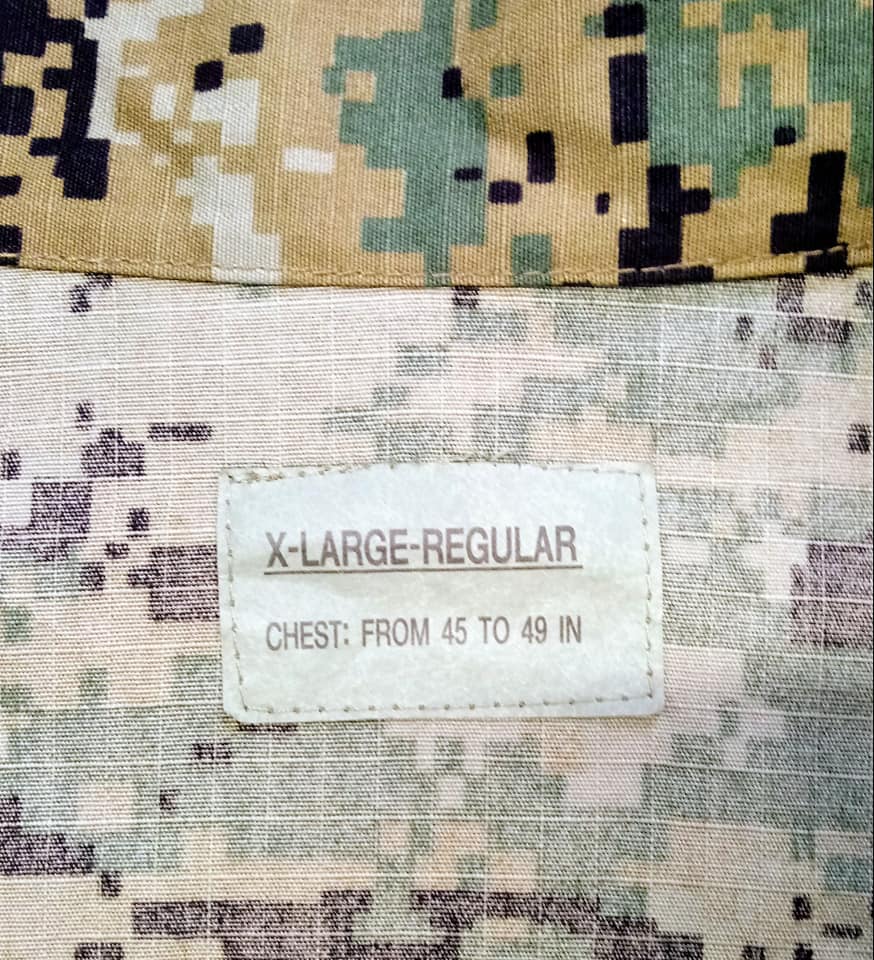 X-LARGE-REGULAR
CHEST: FROM 45 TO 49 IN